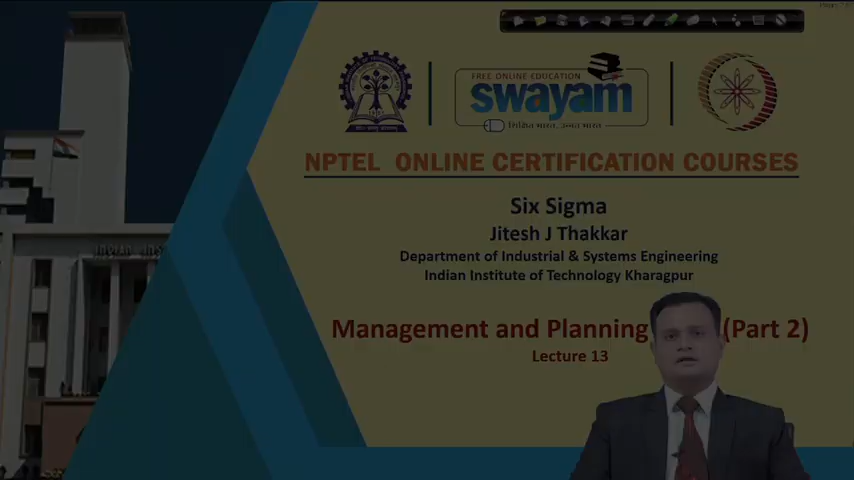 FREE ONLINE EDUCATION
swayam
NPTEL ONLINE CERTIFICATION COURSES
Six Sigma
Jitesh J Thakkar
Department of Industrial & Systems Engineering
Indian Institute of Technology Kharagpur
Management and Planning (Part 2)
Lecture 13